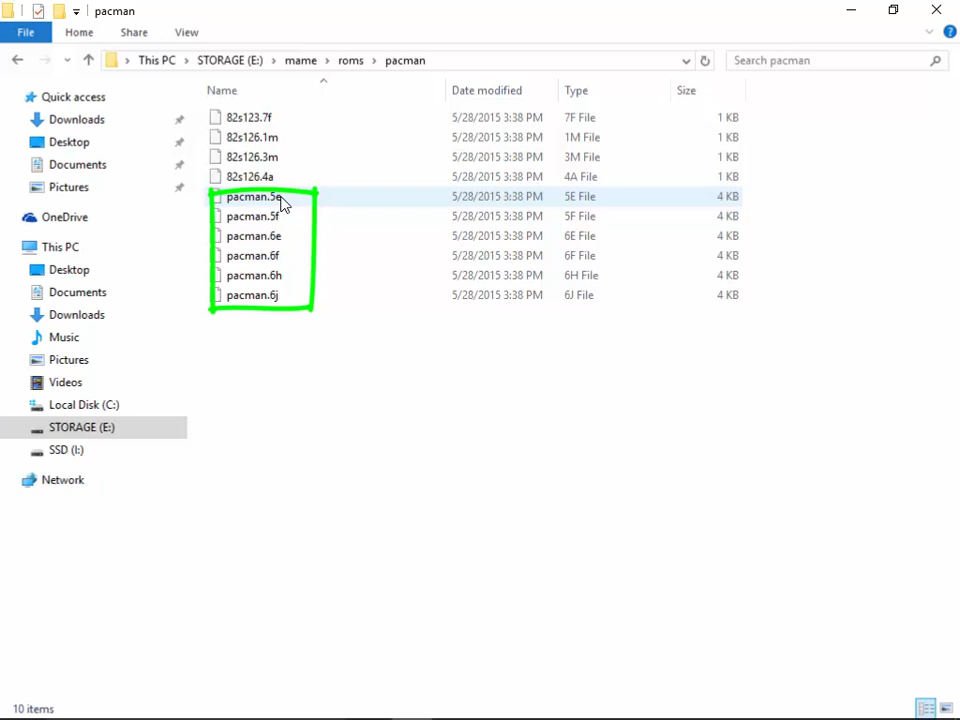 pacman
File Home Share View
This PC STORAGE (E:) mame roms pacman Search pacman
Name Date modified Type Size
Quick access
Downloads
Desktop
Documents
Pictures
OneDrive
This PC
Desktop
Documents
Downloads
Music
Pictures
Videos
Local Disk (C:)
STORAGE (E:)
SSD (I:)
Network
82s123.7f 5/28/2015 3:38 PM 7F File 1 KB
82s126.1m 5/28/2015 3:38 PM 1M File 1 KB
82s126.3m 5/28/2015 3:38 PM 3M File 1 KB
82s126.4a 5/28/2015 3:38 PM 4A File 1 KB
pacman.5e 5/28/2015 3:38 PM 5E File 4 KB
pacman.5f 5/28/2015 3:38 PM 5F File 4 KB
pacman.6e 5/28/2015 3:38 PM 6E File 4 KB
pacman.6f 5/28/2015 3:38 PM 6F File 4 KB
pacman.6h 5/28/2015 3:38 PM 6H File 4 KB
pacman.6j 5/28/2015 3:38 PM 6J File 4 KB
10 items